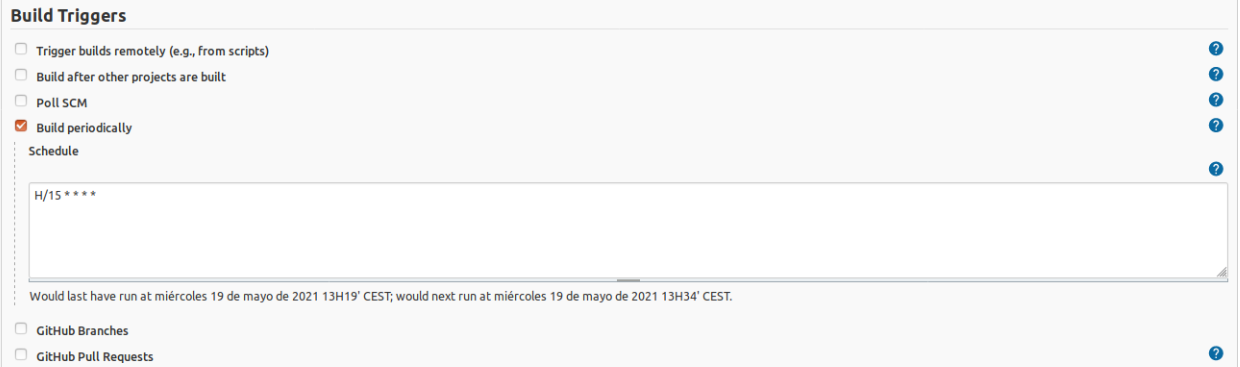 Build Triggers
Trigger builds remotely (e.g., from scripts)
Build after other projects are built
Poll SCM
Build periodically
Schedule
H/15 * * * *
Would last have run at miércoles 19 de mayo de 2021 13H19' CEST; would next run at miércoles 19 de mayo de 2021 13H34' CEST.
GitHub Branches
GitHub Pull Requests